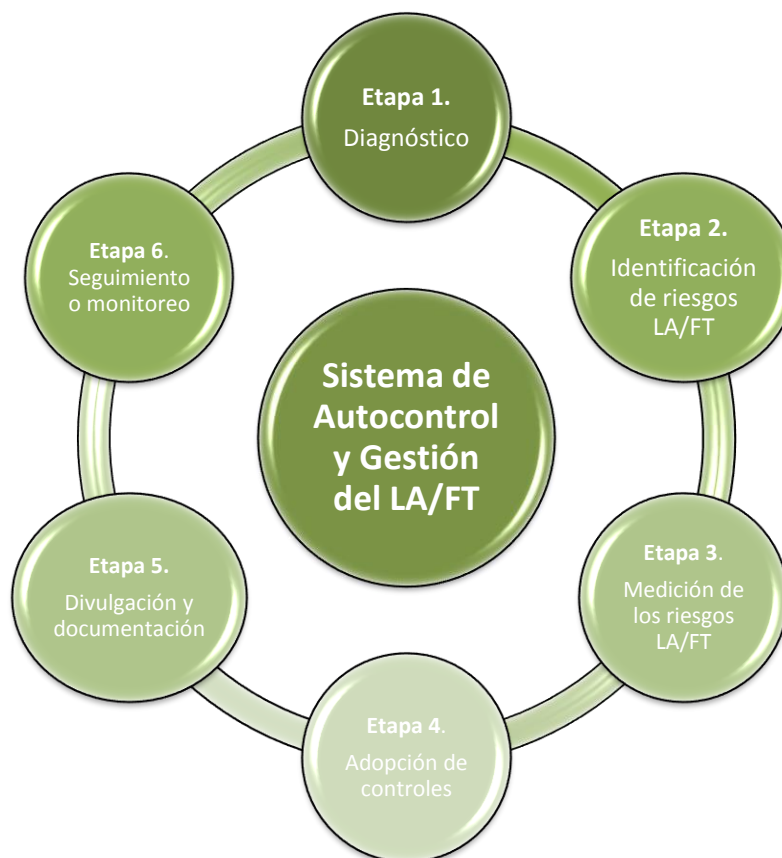 Etapa 1.
Diagnóstico
Etapa 2.
Identificación
de riesgos
LA/FT
Etapa 3.
Medición de
los riesgos
LA/FT
Etapa 4.
Adopción de
controles
Etapa 5.
Divulgación y
documentación
Etapa 6.
Seguimiento
o monitoreo
Sistema de
Autocontrol
y Gestión
del LA/FT